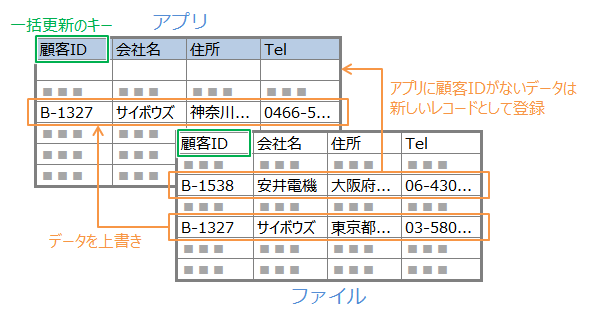 一括更新のキー
アプリ
顧客ID 会社名 住所 Tel
■■■ ■■■ ■■■ ■■■
B-1327 サイボウズ 神奈川... 0466-5...
■■■
■■■
■■■
アプリに顧客IDがないデータは
新しいレコードとして登録
顧客ID 会社名 住所 Tel
■■■ ■■■ ■■■ ■■■
B-1538 安井電機 大阪府... 06-430...
■■■ ■■■ ■■■ ■■■
B-1327 サイボウズ 東京都... 03-580...
■■■ ■■■ ■■■ ■■■
■■■ ■■■ ■■■ ■■■
データを上書き
ファイル